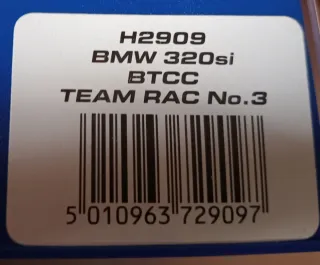 H2909
BMW 320si
BTCC
TEAM RAC No.3
5 010963 729097